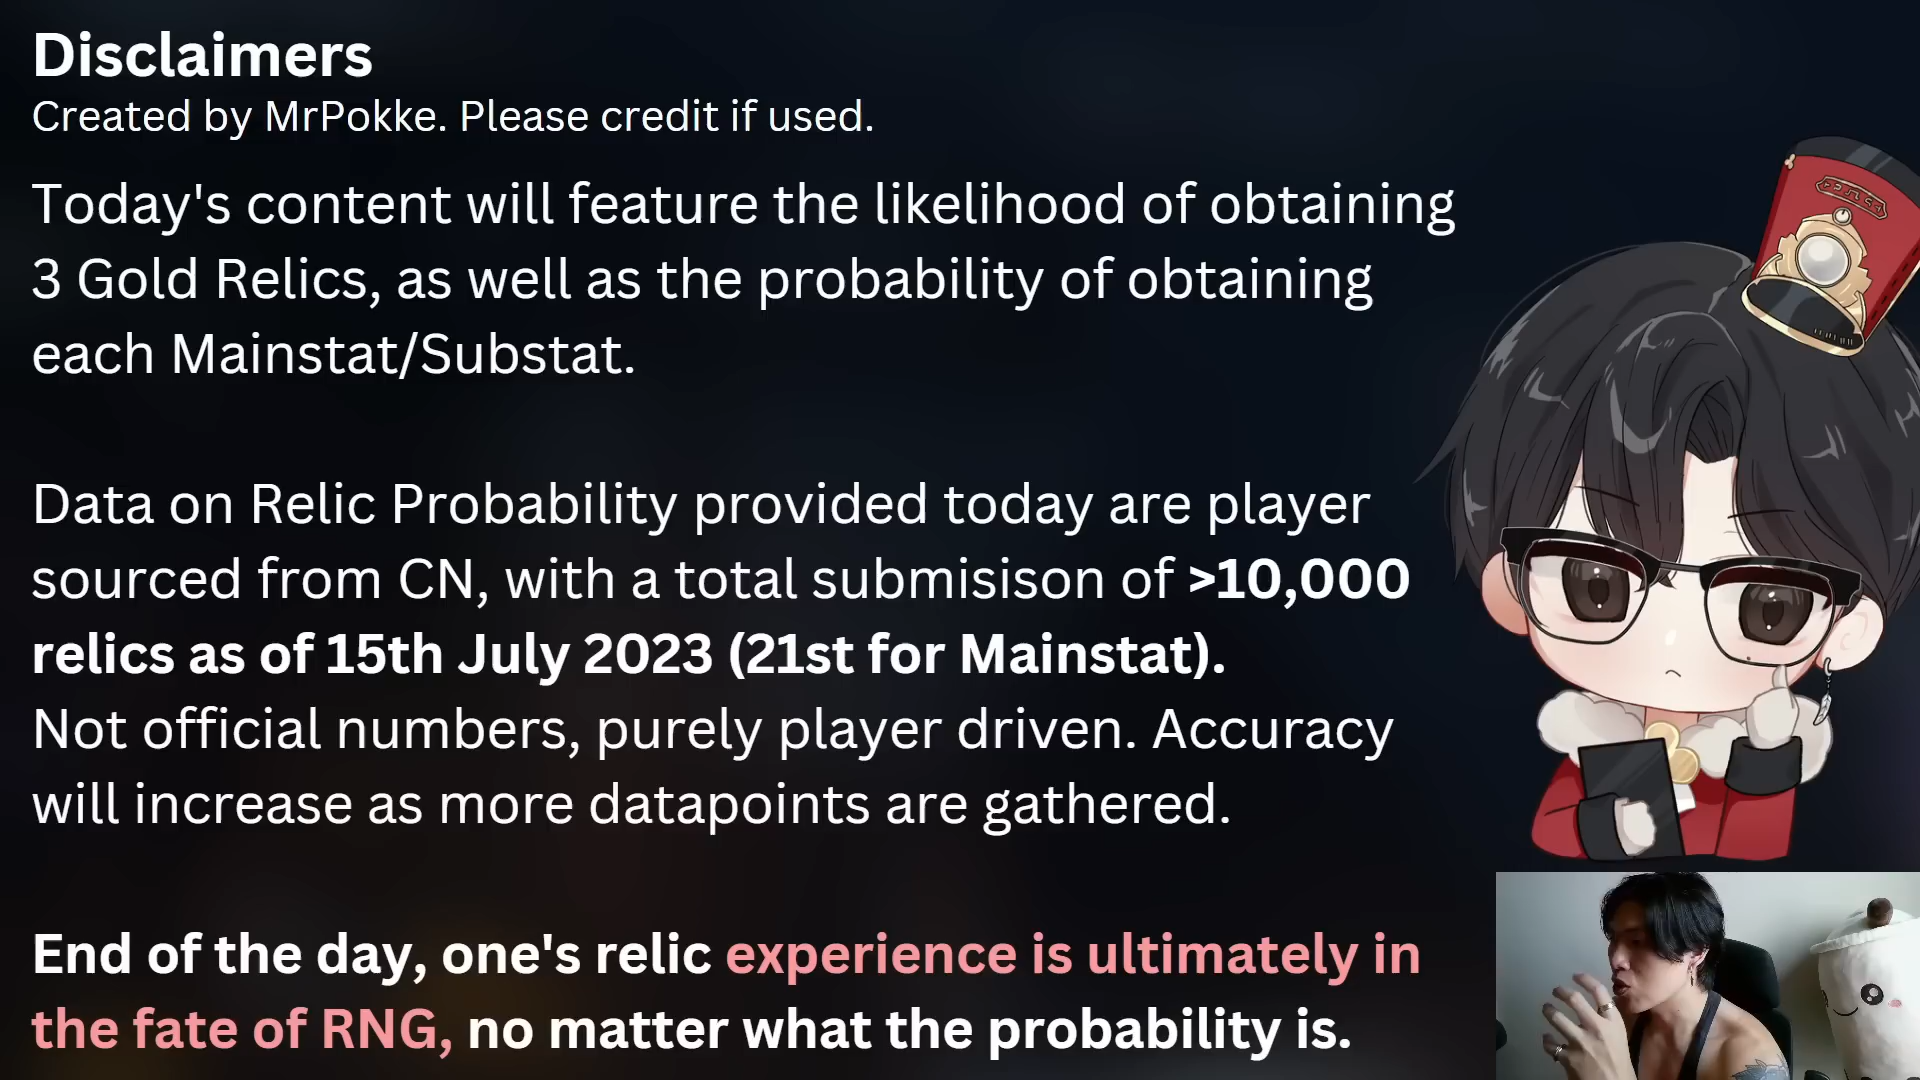 Disclaimers
Created by MrPokke. Please credit if used.
Today's content will feature the likelihood of obtaining
3 Gold Relics, as well as the probability of obtaining
each Mainstat/Substat.
Data on Relic Probability provided today are player
sourced from CN, with a total submisison of >10,000
relics as of 15th July 2023 (21st for Mainstat).
Not official numbers, purely player driven. Accuracy
will increase as more datapoints are gathered.
End of the day, one's relic experience is ultimately in
the fate of RNG, no matter what the probability is.